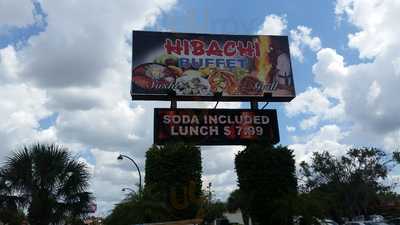 HIBACHI
BUFFET
Sushi Grill
SODA INCLUDED
LUNCH $ 7.99